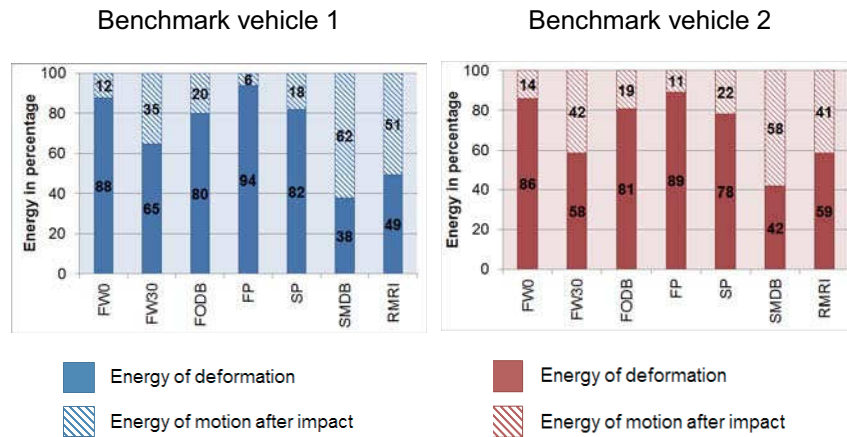 Benchmark vehicle 1
Energy in percentage
100
80
60
40
20
0
12
35
20
6
18
62
51
88
65
80
94
82
38
49
FW0
FW30
FODB
FP
SP
SMDB
RMRI
Energy of deformation
Energy of motion after impact
Benchmark vehicle 2
Energy in percentage
100
80
60
40
20
0
14
42
19
11
22
58
41
86
58
81
89
78
42
59
FW0
FW30
FODB
FP
SP
SMDB
RMRI
Energy of deformation
Energy of motion after impact